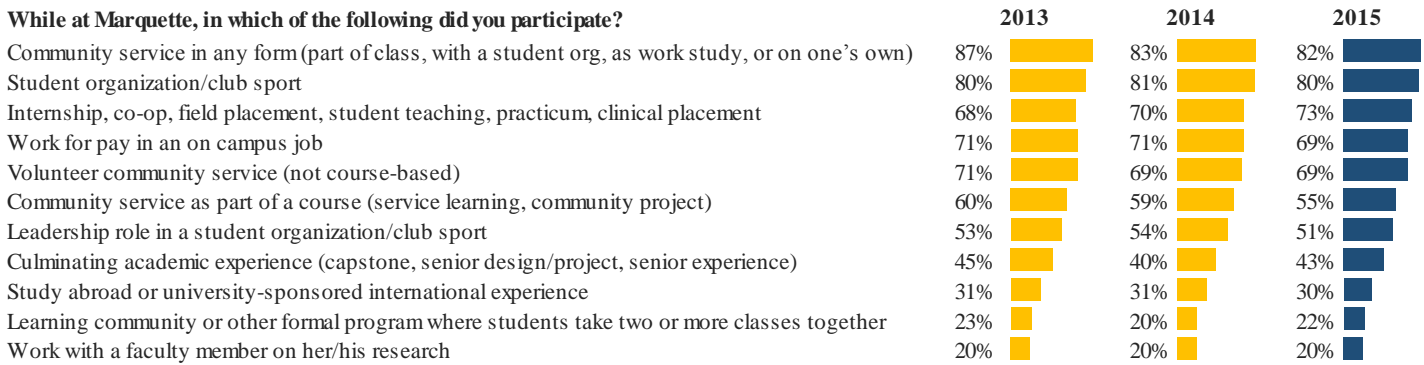 While at Marquette, in which of the following did you participate? 2013 2014 2015
Community service in any form (part of class, with a student org, as work study, or on one's own) 87% 83% 82%
Student organization/club sport 80% 81% 80%
Internship, co-op, field placement, student teaching, practicum, clinical placement 68% 70% 73%
Work for pay in an on campus job 71% 71% 69%
Volunteer community service (not course-based) 71% 69% 69%
Community service as part of a course (service learning, community project) 60% 59% 55%
Leadership role in a student organization/club sport 53% 54% 51%
Culminating academic experience (capstone, senior design/project, senior experience) 45% 40% 43%
Study abroad or university-sponsored international experience 31% 31% 30%
Learning community or other formal program where students take two or more classes together 23% 20% 22%
Work with a faculty member on her/his research 20% 20% 20%